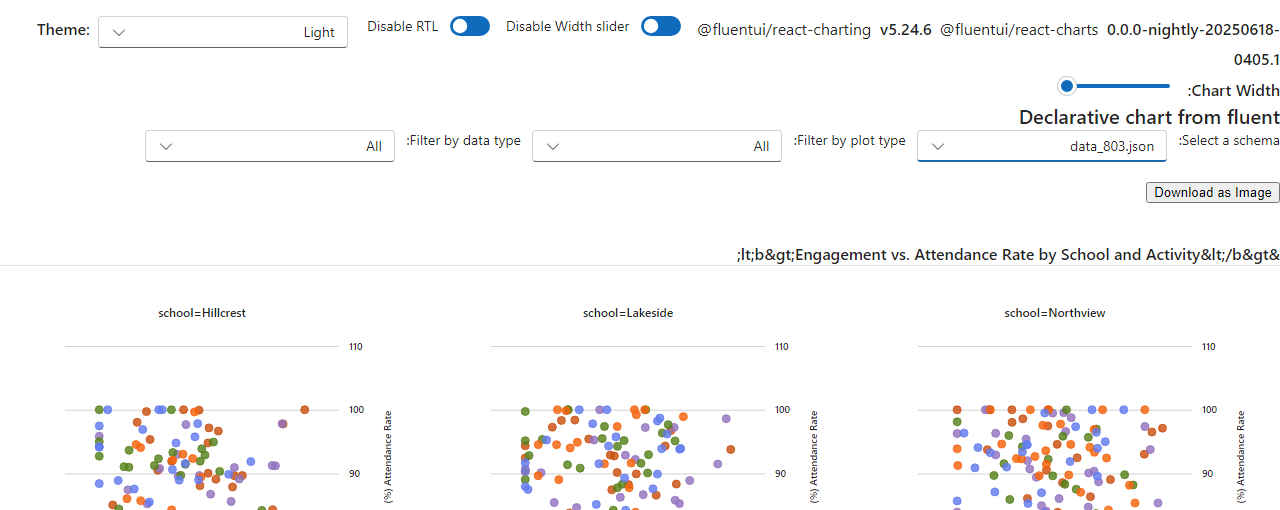 Theme: Light Disable RTL Disable Width slider @fluentui/react-charting v5.24.6 @fluentui/react-charts 0.0.0-nightly-20250618-
0405.1
:Chart Width
Declarative chart from fluent
:Select a schema data_803.json :Filter by plot type All :Filter by data type All
Download as Image
;lt;b&gt;Engagement vs. Attendance Rate by School and Activity&lt;/b&gt&
school=Hillcrest school=Lakeside school=Northview
110 110 110
100 100 100
90 90 90
(%) Attendance Rate (%) Attendance Rate (%) Attendance Rate